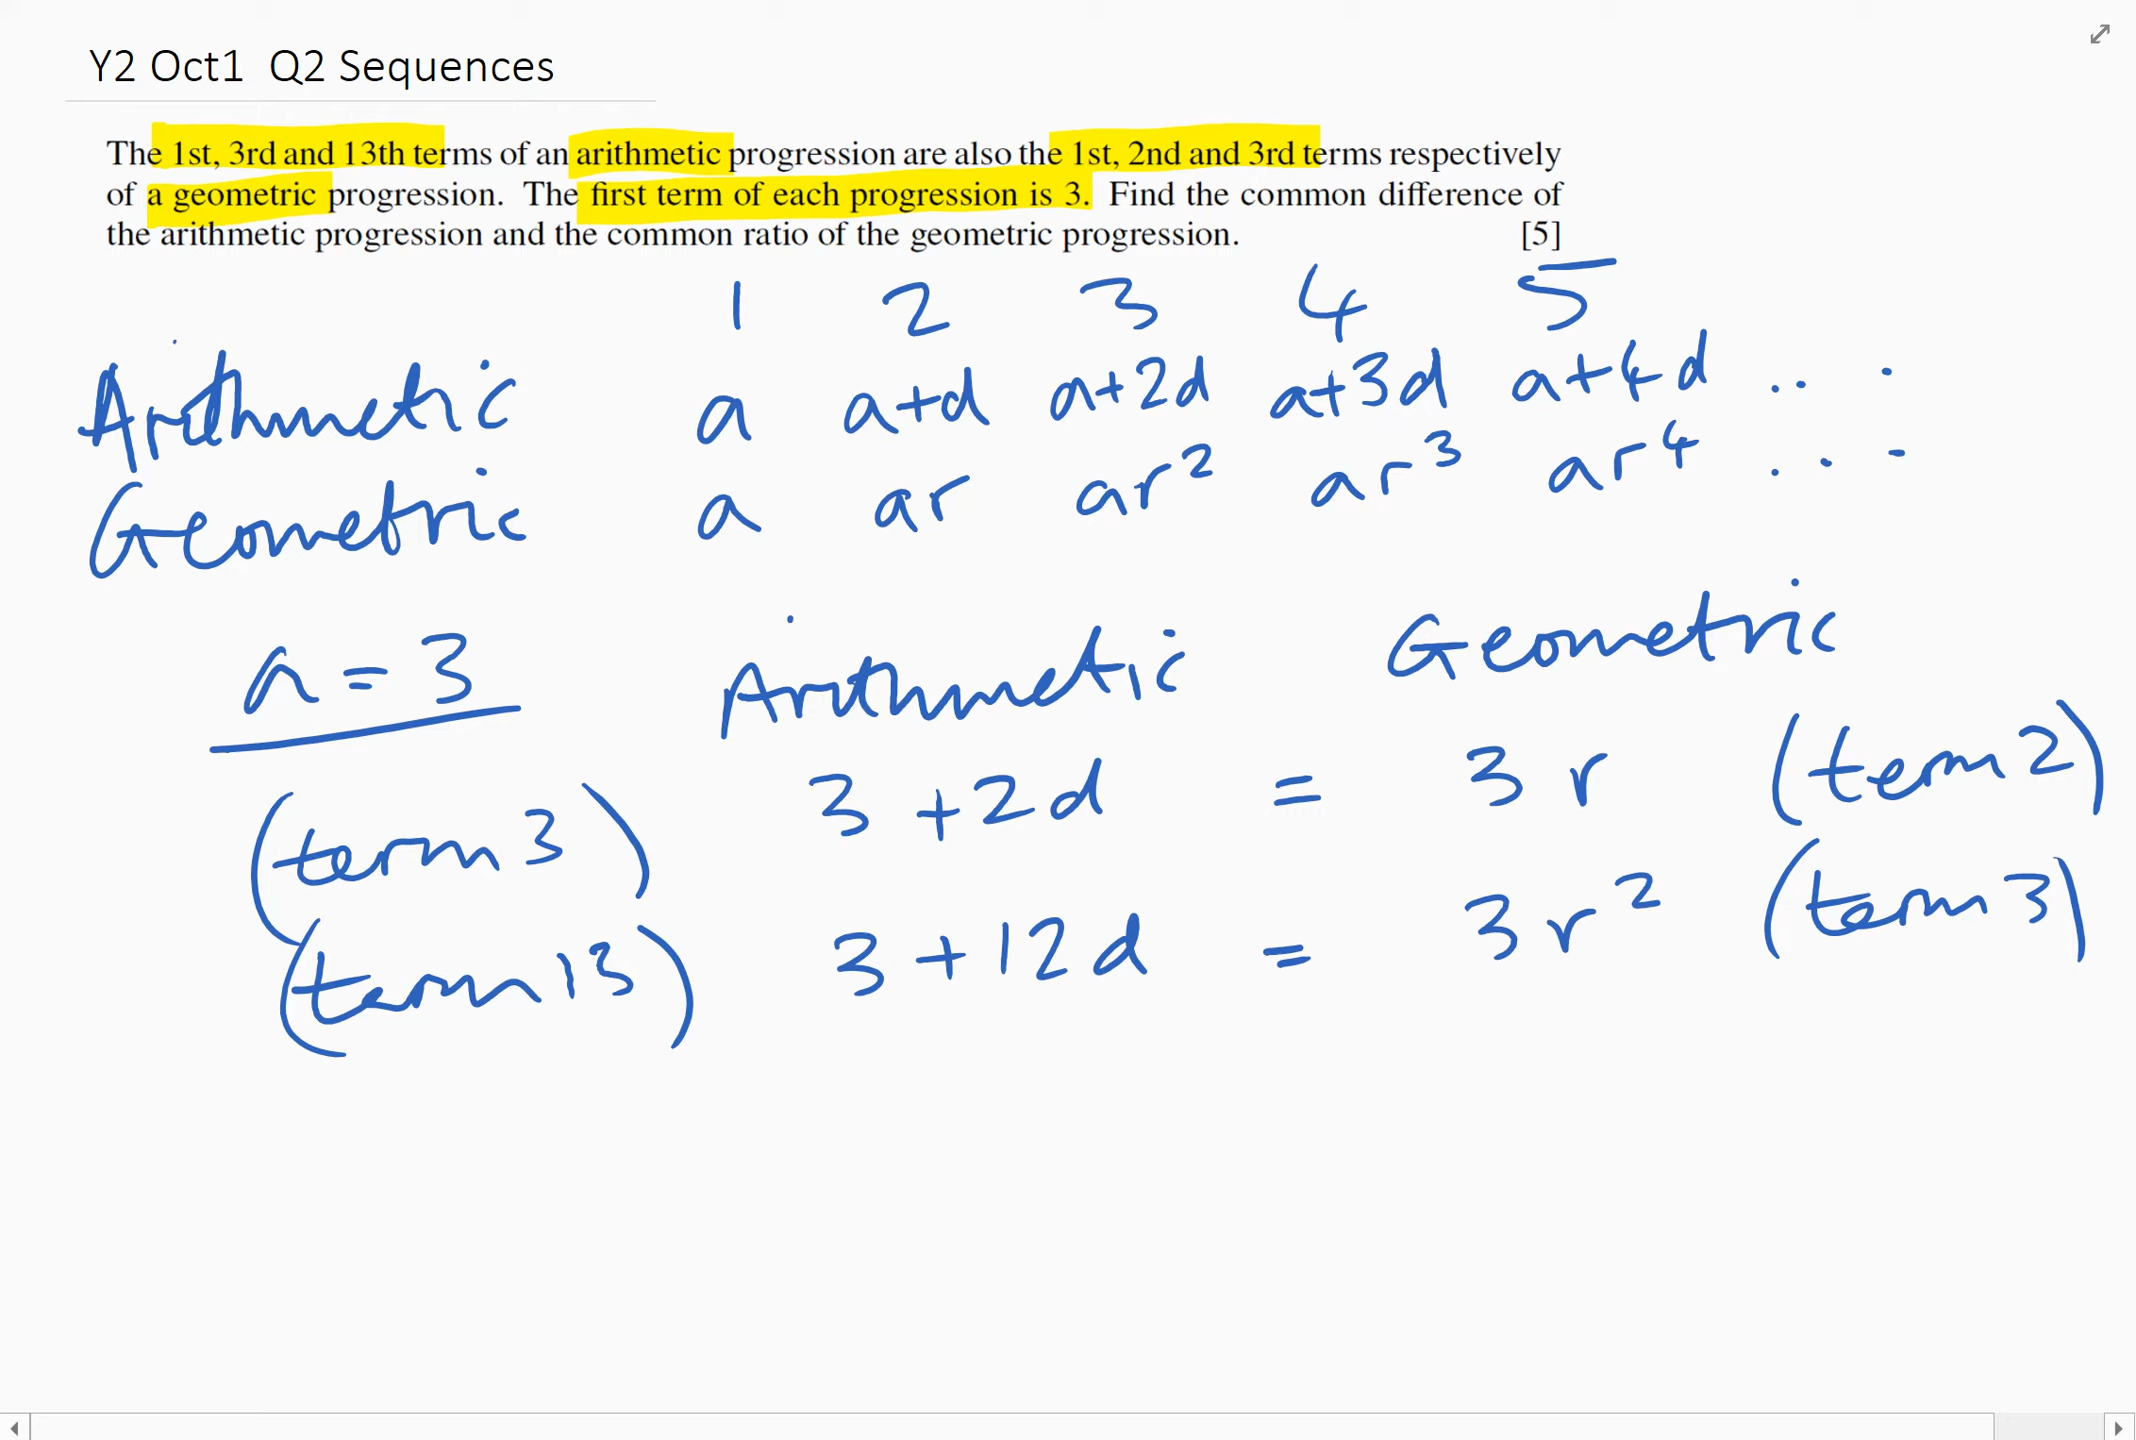 Y2 Oct1  Q2 Sequences
The 1st, 3rd and 13th terms of an arithmetic progression are also the 1st, 2nd and 3rd terms respectively
of a geometric progression. The first term of each progression is 3. Find the common difference of
the arithmetic progression and the common ratio of the geometric progression. [5]
1 2 3 4 5
Arithmetic a a+d a+2d a+3d a+4d ...
Geometric a ar ar² ar³ ar⁴ ...
a = 3 Arithmetic Geometric
(term 3) 3 + 2d = 3r (term 2)
(term 13) 3 + 12d = 3r² (term 3)